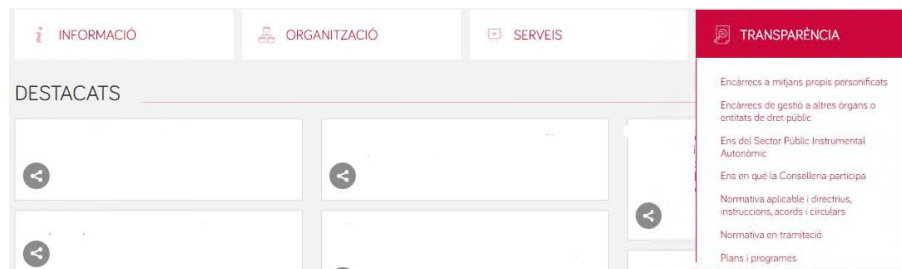 INFORMACIÓ
ORGANITZACIÓ
SERVEIS
TRANSPARÈNCIA
DESTACATS
Encàrrecs a mitjans propis personificats
Encàrrecs de gestió a altres òrgans o
entitats de dret públic
Ens del Sector Públic Instrumental
Autonòmic
Ens en què la Conselleria participa
Normativa aplicable i directrius,
instruccions, acords i circulars
Normativa en tramitació
Plans i programes